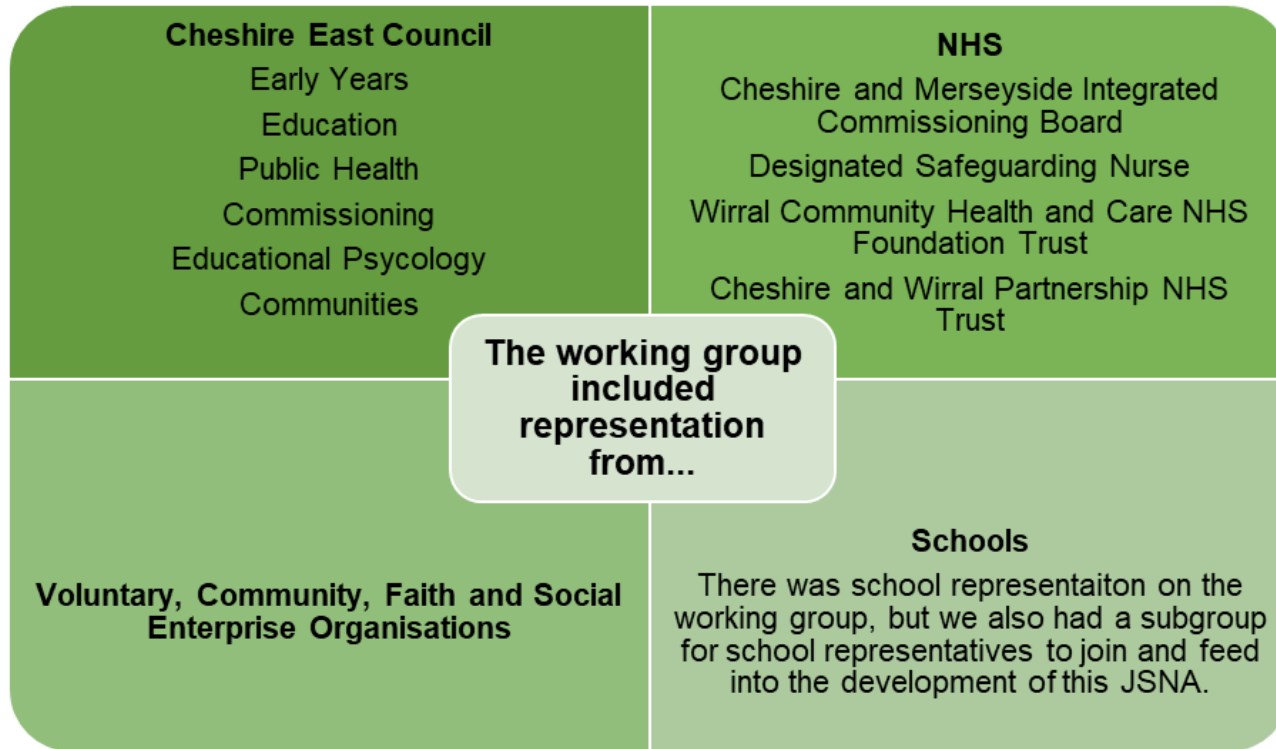 Cheshire East Council
Early Years
Education
Public Health
Commissioning
Educational Psycology
Communities
NHS
Cheshire and Merseyside Integrated
Commissioning Board
Designated Safeguarding Nurse
Wirral Community Health and Care NHS
Foundation Trust
Cheshire and Wirral Partnership NHS
Trust
The working group
included
representation
from...
Voluntary, Community, Faith and Social
Enterprise Organisations
Schools
There was school representaiton on the
working group, but we also had a subgroup
for school representatives to join and feed
into the development of this JSNA.